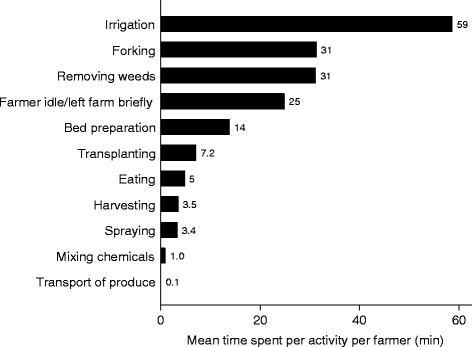 Irrigation 59
Forking 31
Removing weeds 31
Farmer idle/left farm briefly 25
Bed preparation 14
Transplanting 7.2
Eating 5
Harvesting 3.5
Spraying 3.4
Mixing chemicals 1.0
Transport of produce 0.1
0 20 40 60
Mean time spent per activity per farmer (min)